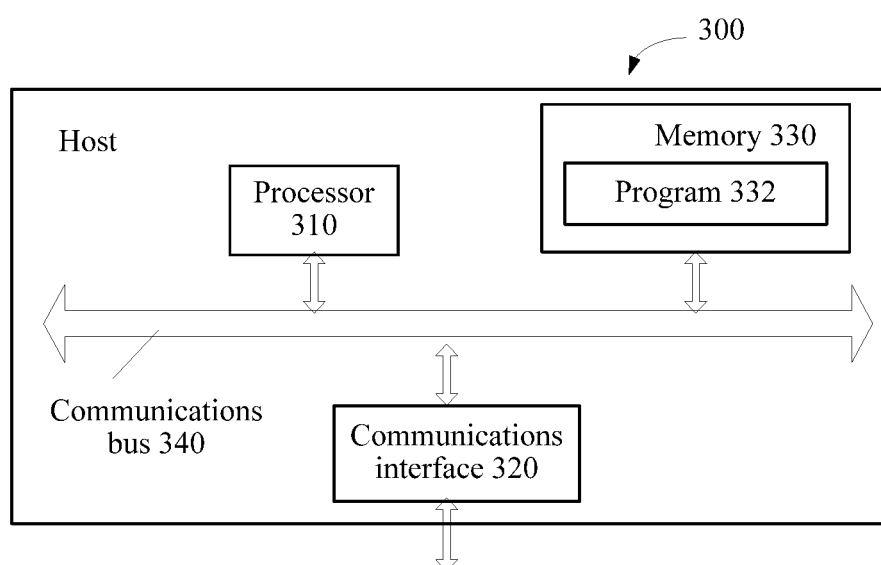 300
Host
Memory 330
Program 332
Processor
310
Communications
bus 340
Communications
interface 320